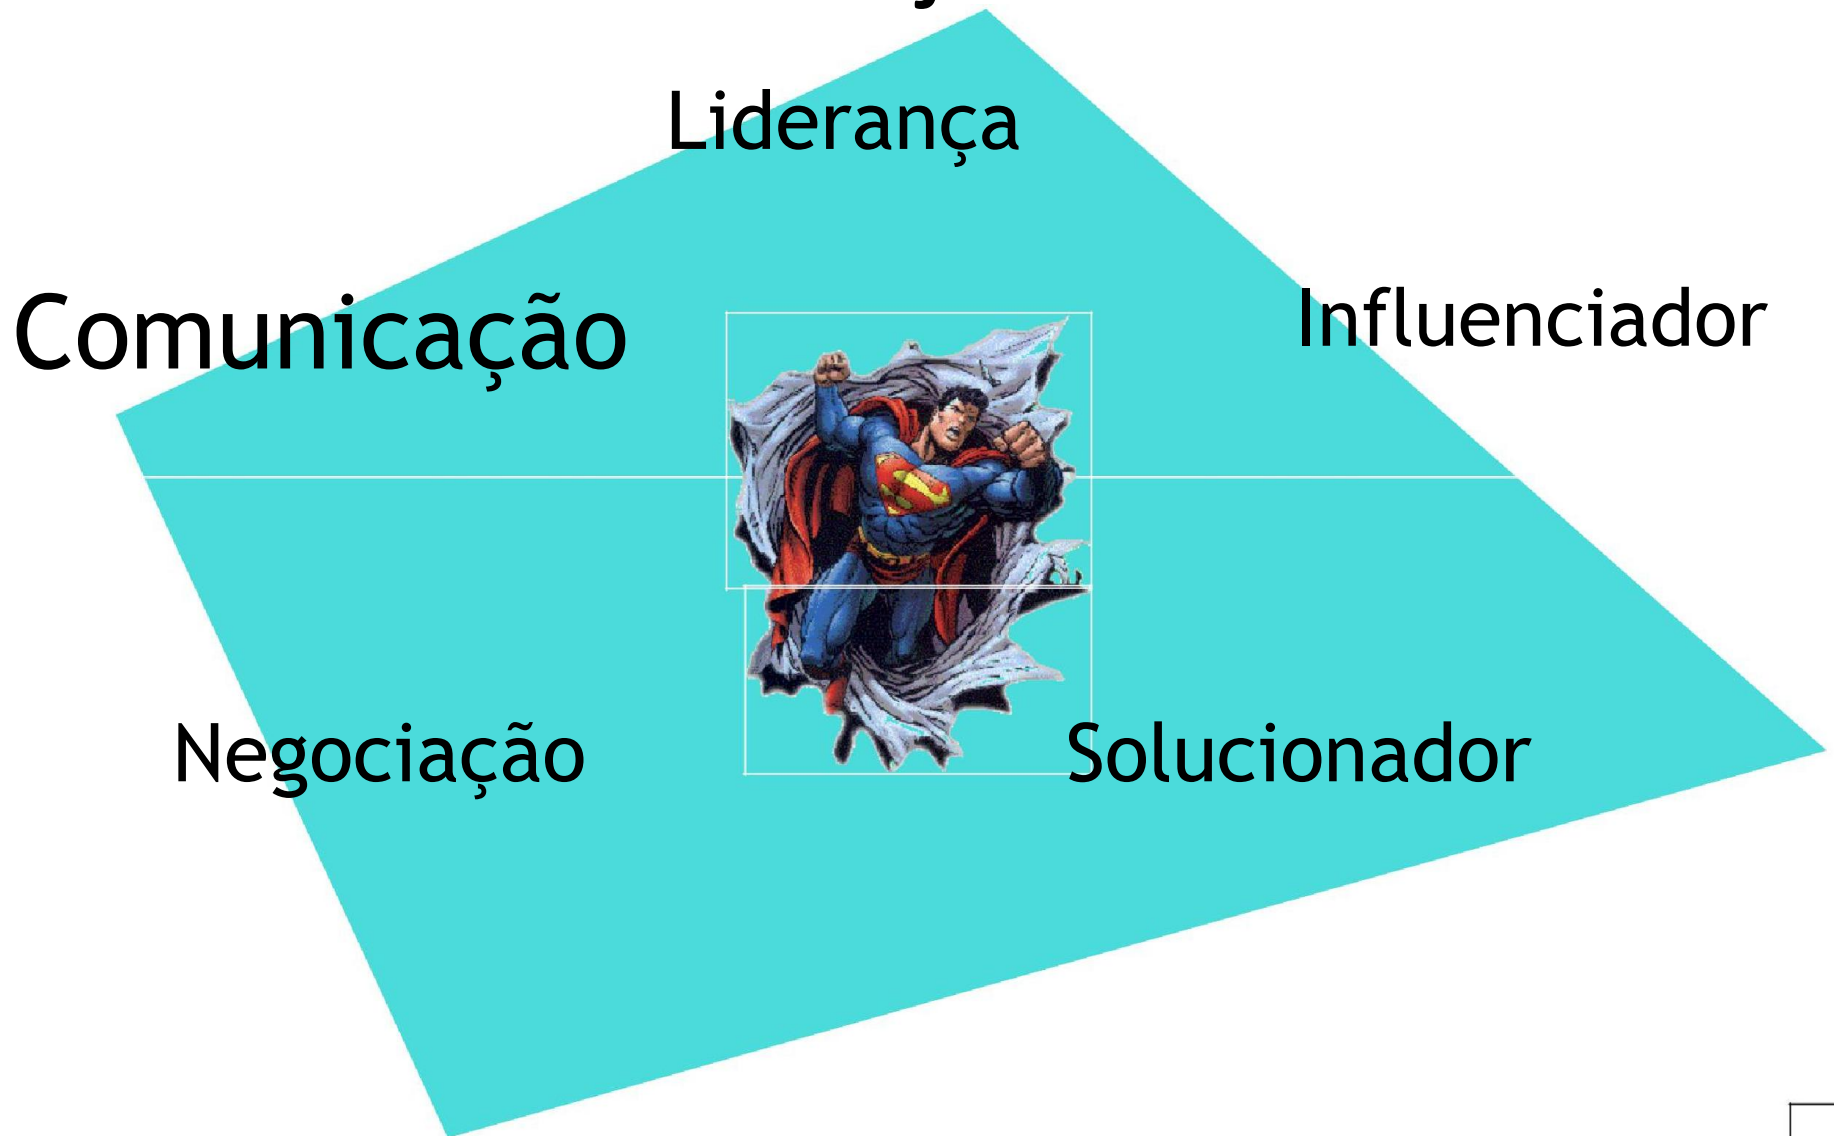 Liderança
Comunicação
Influenciador
Negociação
Solucionador